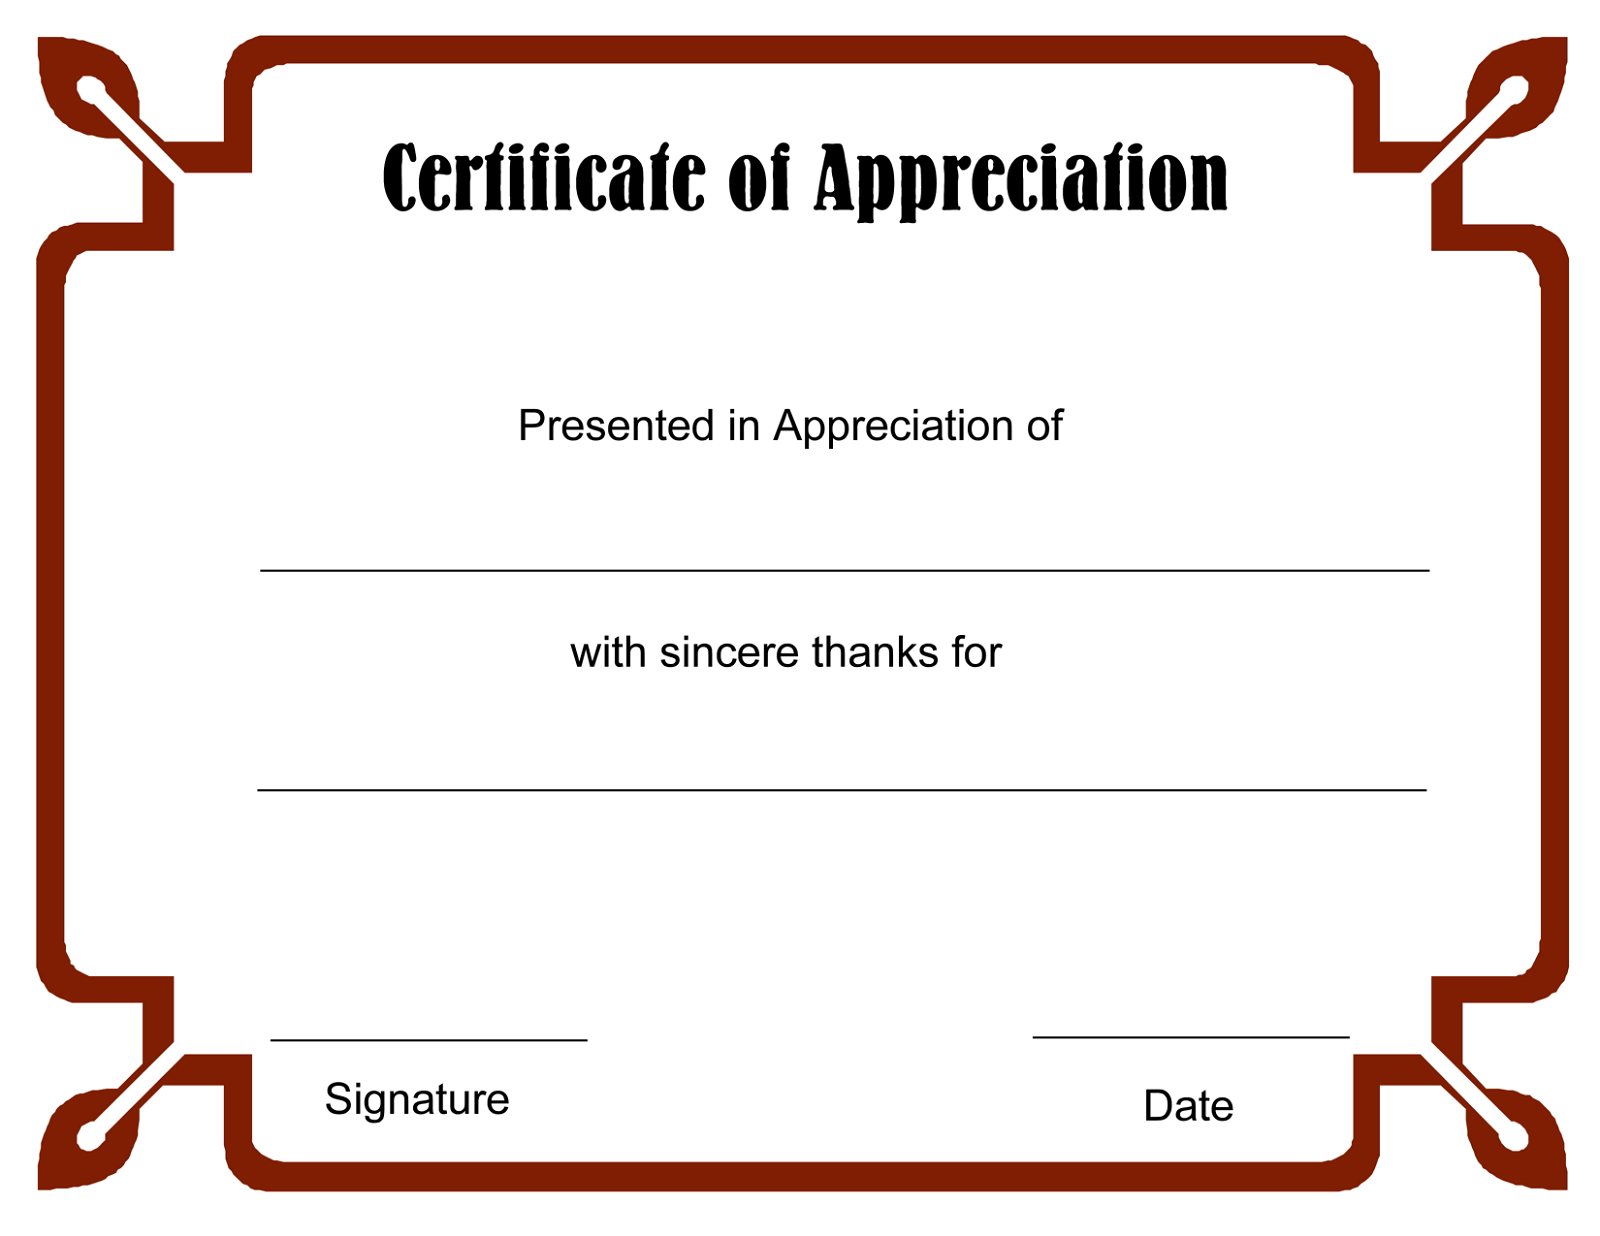 Certificate of Appreciation
Presented in Appreciation of
with sincere thanks for
Signature
Date